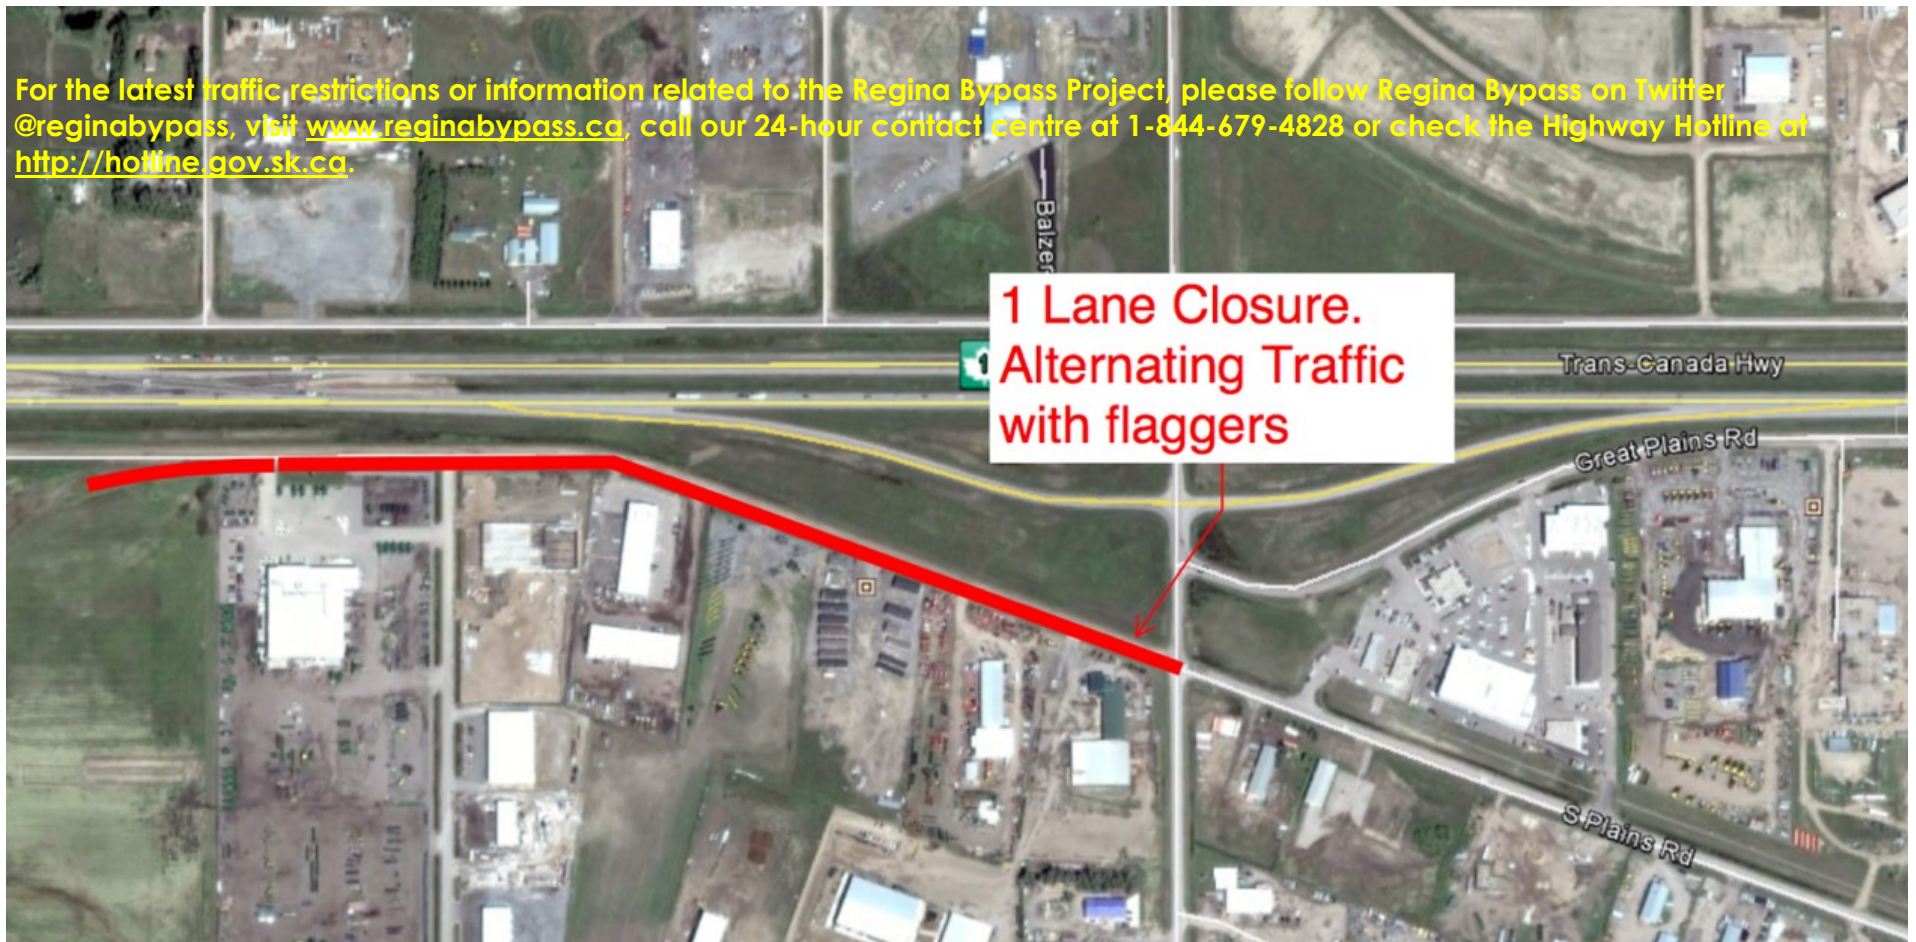 For the latest traffic restrictions or information related to the Regina Bypass Project, please follow Regina Bypass on Twitter
@reginabypass, visit www.reginabypass.ca, call our 24-hour contact centre at 1-844-679-4828 or check the Highway Hotline at
http://hotline.gov.sk.ca.
Balzer
1 Lane Closure.
Alternating Traffic
with flaggers
1
Trans-Canada Hwy
Great Plains Rd
S Plains Rd